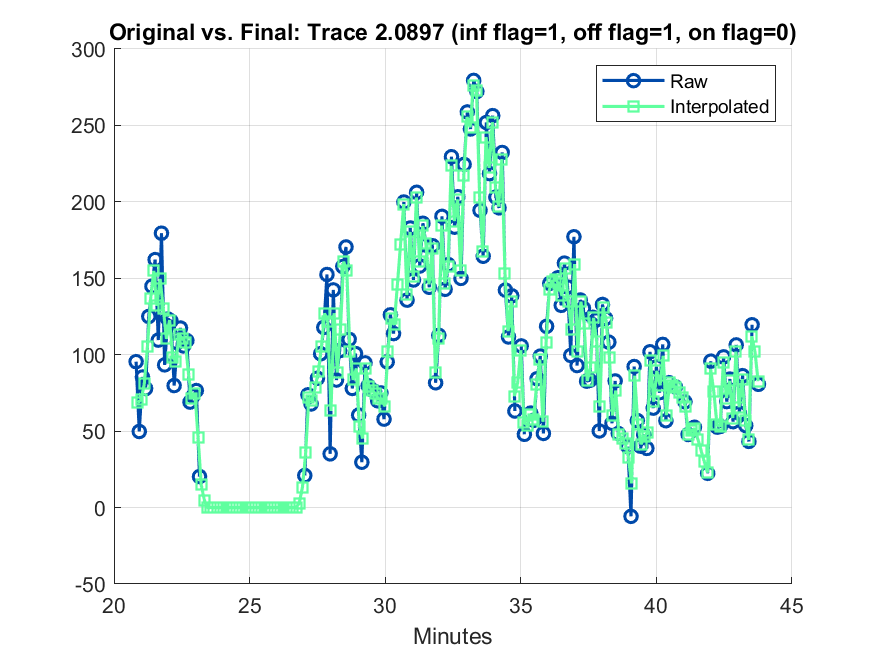 Original vs. Final: Trace 2.0897 (inf flag=1, off flag=1, on flag=0)
300
Raw
Interpolated
250
200
150
100
50
0
-50
20 25 30 35 40 45
Minutes